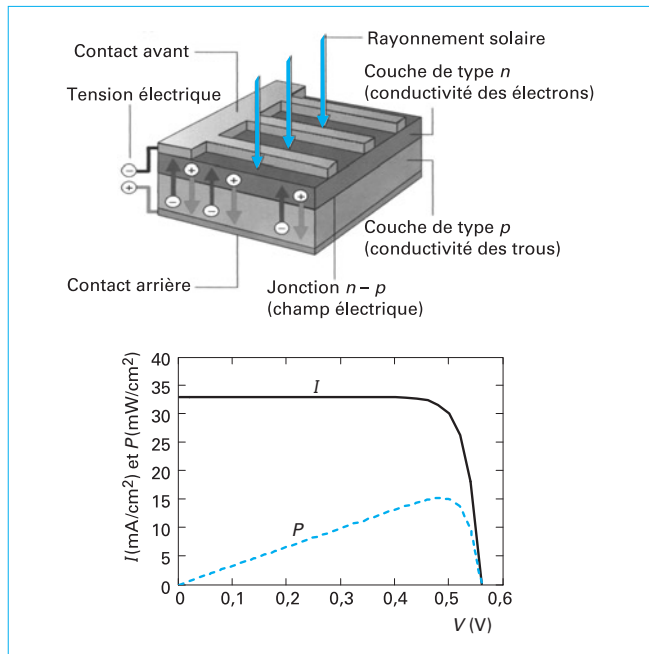 Contact avant
Rayonnement solaire
Couche de type n
(conductivité des électrons)
Tension électrique
Couche de type p
(conductivité des trous)
Contact arrière
Jonction n – p
(champ électrique)
− + − + − +
−
+
− − −
I (mA/cm2) et P (mW/cm2)
40
35
30
25
20
15
10
5
0
I
P
0 0,1 0,2 0,3 0,4 0,5 0,6
V (V)